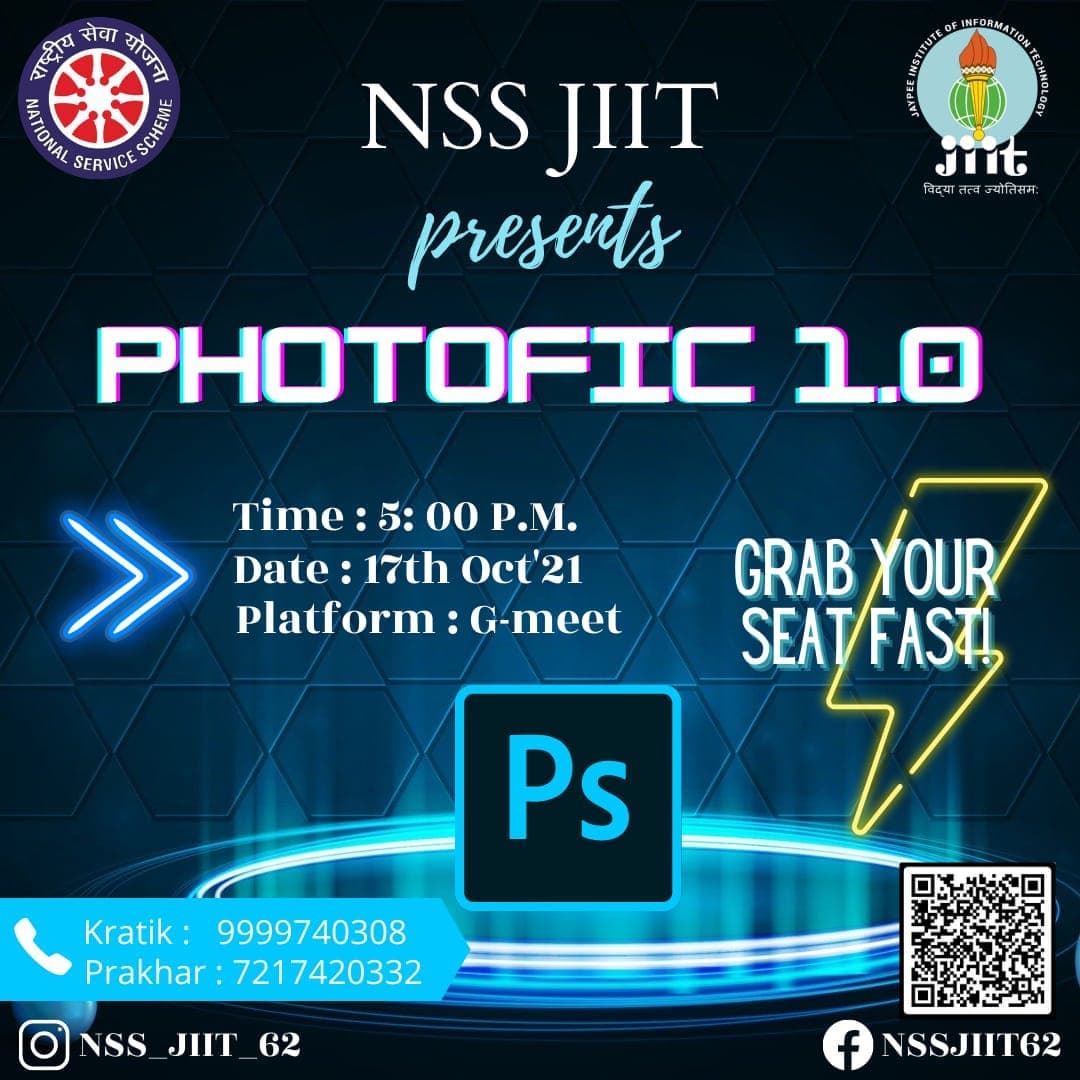 राष्ट्रीय सेवा योजना
NATIONAL SERVICE SCHEME
NSS JIIT
JAYPEE INSTITUTE OF INFORMATION TECHNOLOGY
jiit
विद्या तत्व ज्योतिसम:
presents
PHOTOFIC 1.0
Time : 5: 00 P.M.
Date : 17th Oct'21
Platform : G-meet
GRAB YOUR
SEAT FAST!
Ps
Kratik : 9999740308
Prakhar : 7217420332
NSS_JIIT_62
NSSJIIT62